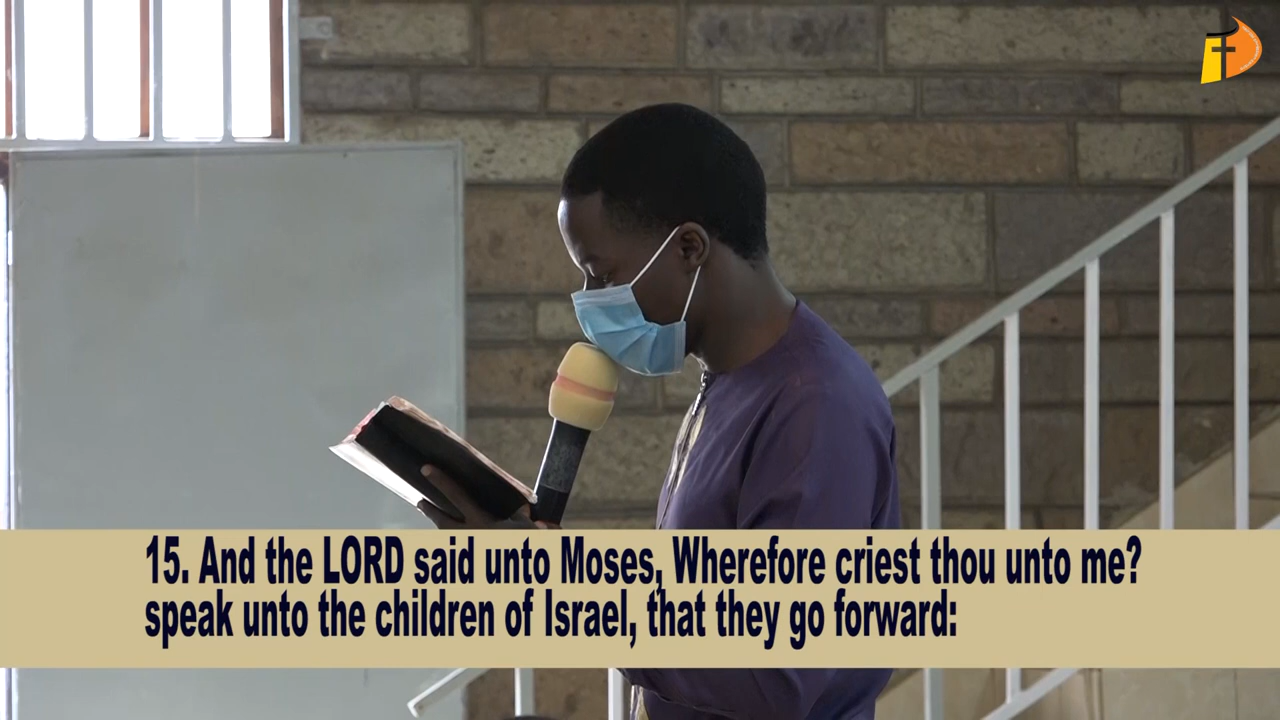 15. And the LORD said unto Moses, Wherefore criest thou unto me?
speak unto the children of Israel, that they go forward: